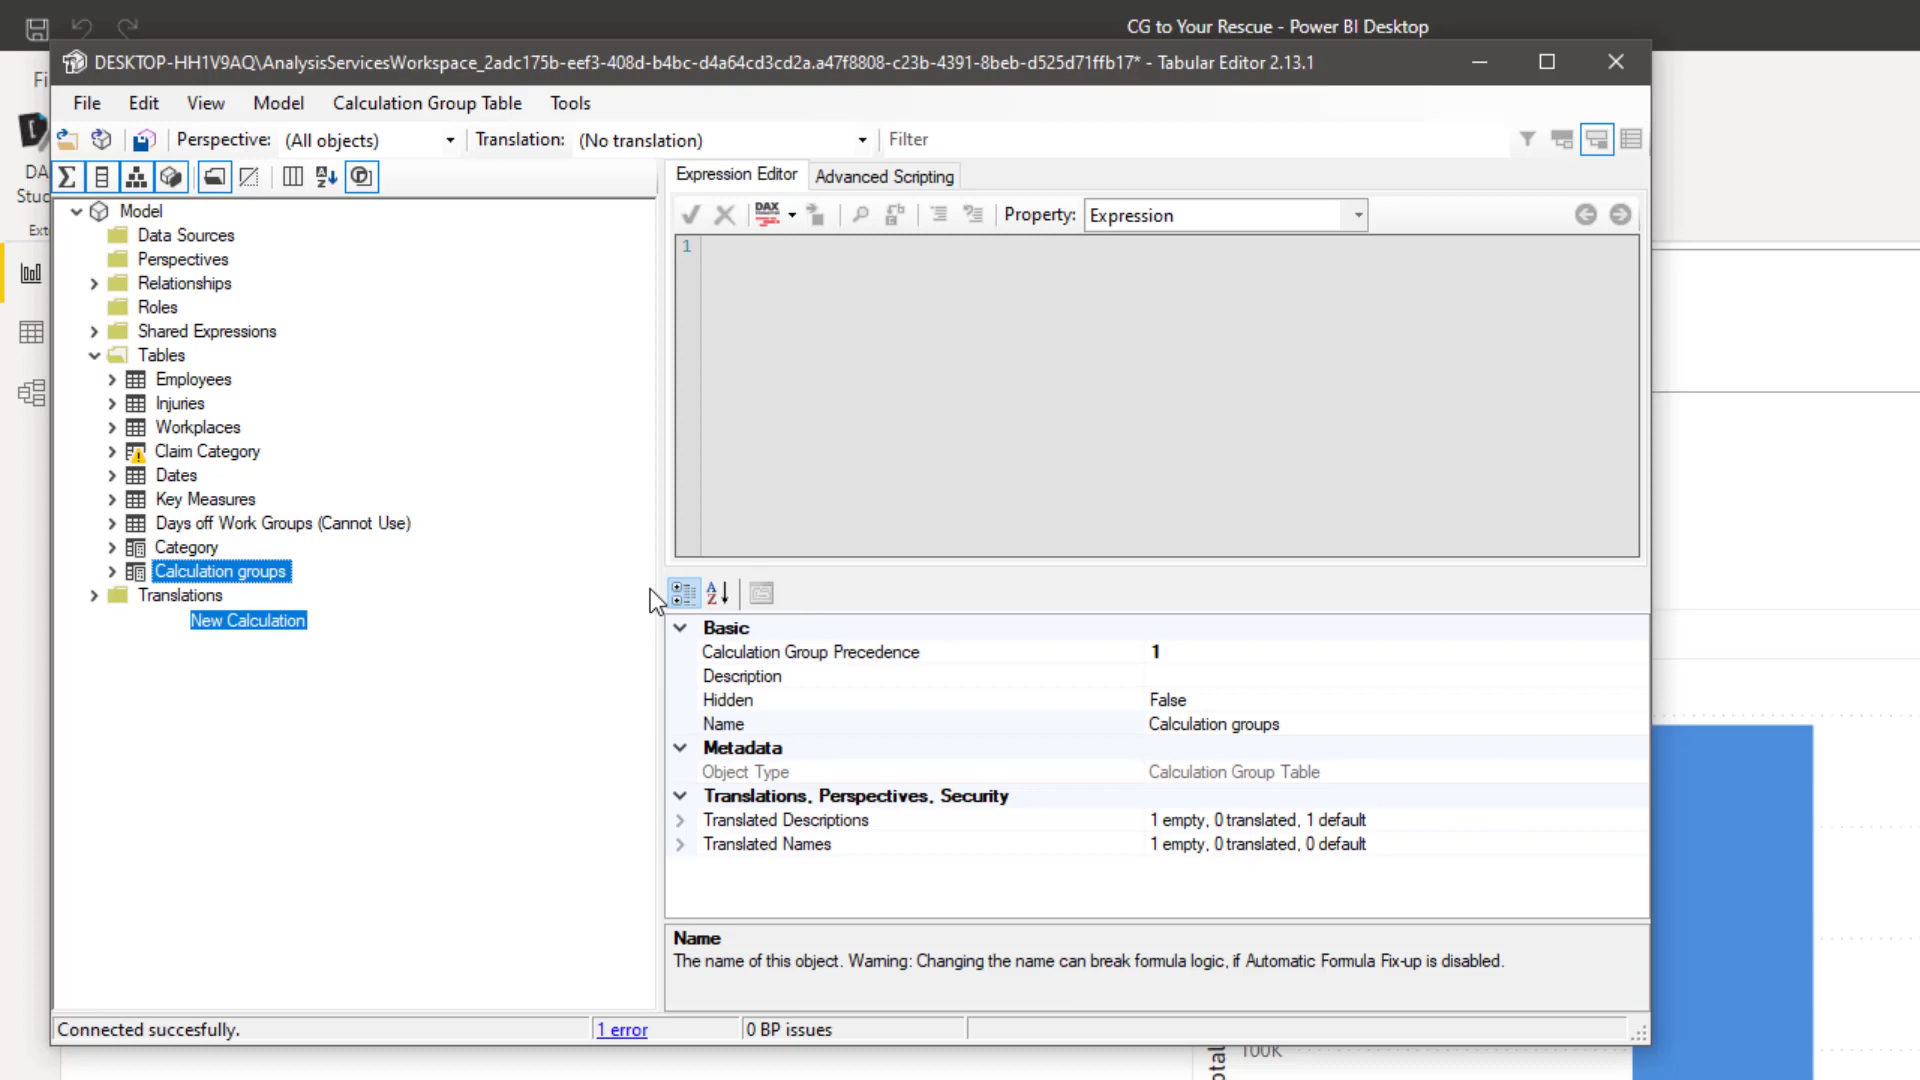 CG to Your Rescue - Power BI Desktop
DESKTOP-HH1V9AQ\AnalysisServicesWorkspace_2adc175b-eef3-408d-b4bc-d4a64cd3cd2a.a47f8808-c23b-4391-8beb-d525d71ffb17* - Tabular Editor 2.13.1
Fi
File Edit View Model Calculation Group Table Tools
Perspective: (All objects) Translation: (No translation) Filter
DA
Stud
Ext
Expression Editor Advanced Scripting
DAX Property: Expression
1
Model
Data Sources
Perspectives
Relationships
Roles
Shared Expressions
Tables
Employees
Injuries
Workplaces
Claim Category
Dates
Key Measures
Days off Work Groups (Cannot Use)
Category
Calculation groups
Translations
New Calculation
Basic
Calculation Group Precedence 1
Description
Hidden False
Name Calculation groups
Metadata
Object Type Calculation Group Table
Translations, Perspectives, Security
Translated Descriptions 1 empty, 0 translated, 1 default
Translated Names 1 empty, 0 translated, 0 default
Name
The name of this object. Warning: Changing the name can break formula logic, if Automatic Formula Fix-up is disabled.
Connected succesfully. 1 error 0 BP issues
otal
100K